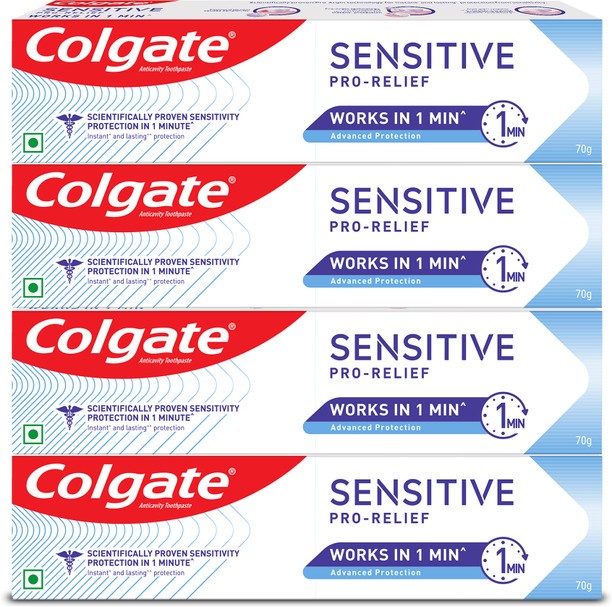 WORKS IN 1 MIN^
Colgate®
Anticavity Toothpaste
SCIENTIFICALLY PROVEN SENSITIVITY
PROTECTION IN 1 MINUTE^
Instant^ and lasting** protection
SENSITIVE
PRO-RELIEF
WORKS IN 1 MIN^
Advanced Protection
1 MIN
70g
Colgate®
Anticavity Toothpaste
SCIENTIFICALLY PROVEN SENSITIVITY
PROTECTION IN 1 MINUTE^
Instant^ and lasting** protection
SENSITIVE
PRO-RELIEF
WORKS IN 1 MIN^
Advanced Protection
1 MIN
70g
Colgate®
Anticavity Toothpaste
SCIENTIFICALLY PROVEN SENSITIVITY
PROTECTION IN 1 MINUTE^
Instant^ and lasting** protection
SENSITIVE
PRO-RELIEF
WORKS IN 1 MIN^
Advanced Protection
1 MIN
70g
Colgate®
Anticavity Toothpaste
SCIENTIFICALLY PROVEN SENSITIVITY
PROTECTION IN 1 MINUTE^
Instant^ and lasting** protection
SENSITIVE
PRO-RELIEF
WORKS IN 1 MIN^
Advanced Protection
1 MIN
70g